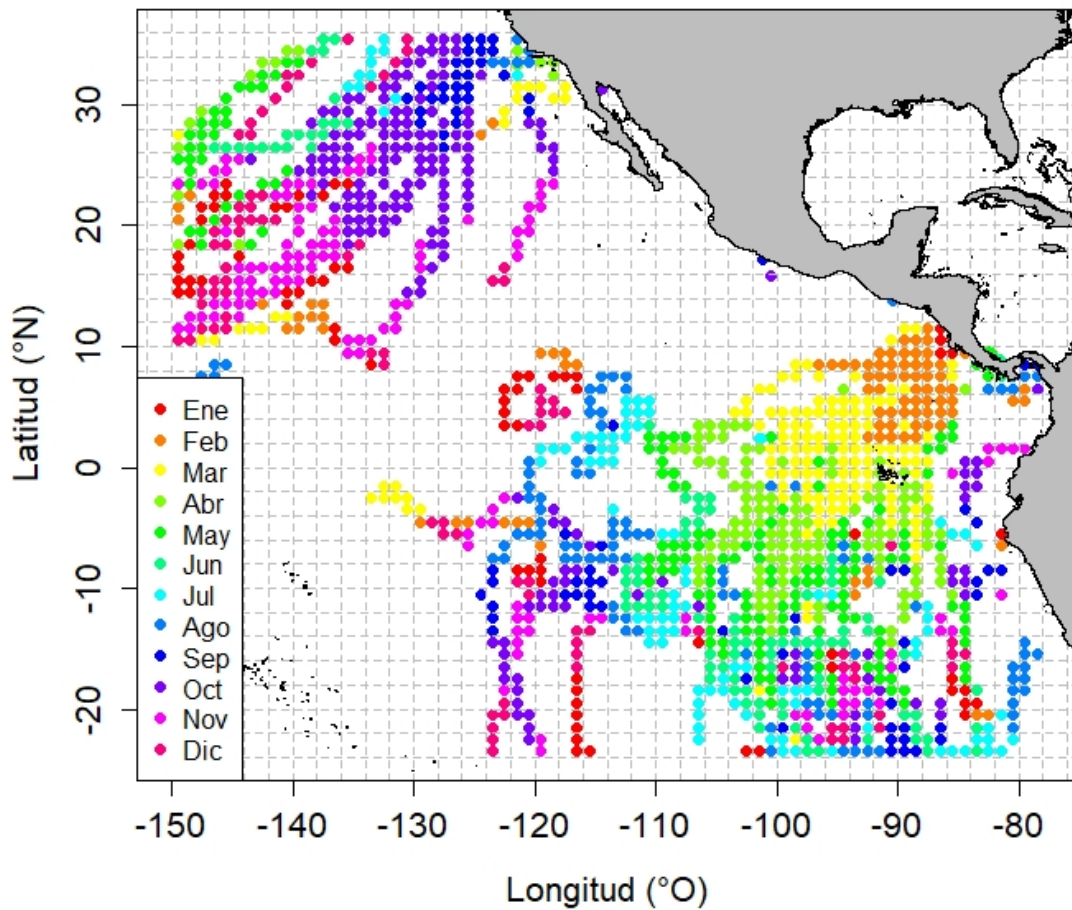 Latitud (°N)
30
20
10
0
-10
-20
Ene
Feb
Mar
Abr
May
Jun
Jul
Ago
Sep
Oct
Nov
Dic
-150 -140 -130 -120 -110 -100 -90 -80
Longitud (°O)